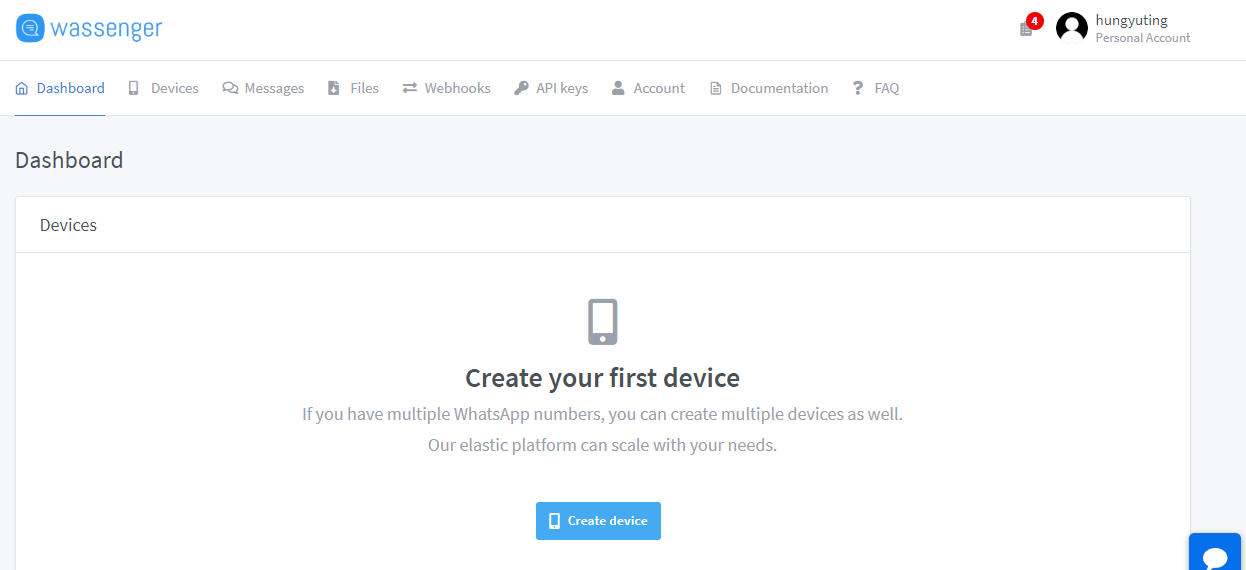 wassenger
4
hungyuting
Personal Account
Dashboard Devices Messages Files Webhooks API keys Account Documentation ? FAQ
Dashboard
Devices
Create your first device
If you have multiple WhatsApp numbers, you can create multiple devices as well.
Our elastic platform can scale with your needs.
Create device